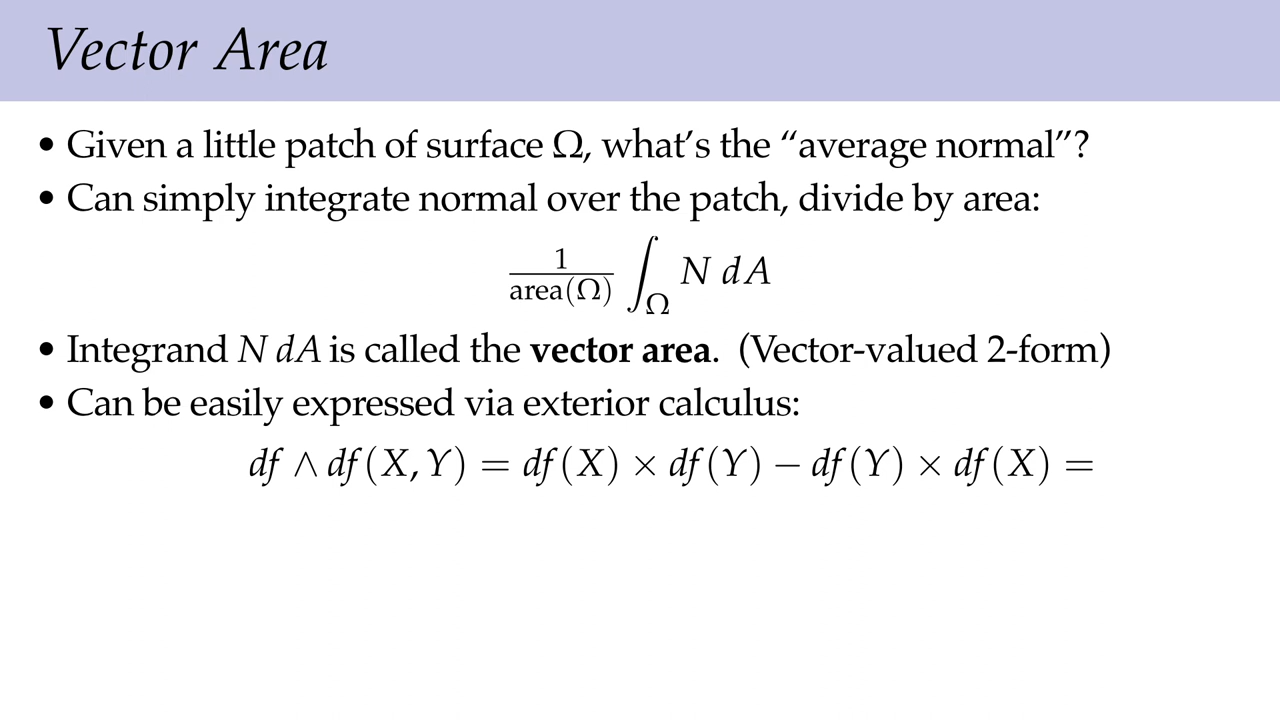 Vector Area
• Given a little patch of surface Ω, what’s the “average normal”?
• Can simply integrate normal over the patch, divide by area:
1/area(Ω) ∫_Ω N dA
• Integrand N dA is called the vector area. (Vector-valued 2-form)
• Can be easily expressed via exterior calculus:
df ∧ df(X, Y) = df(X) × df(Y) − df(Y) × df(X) =